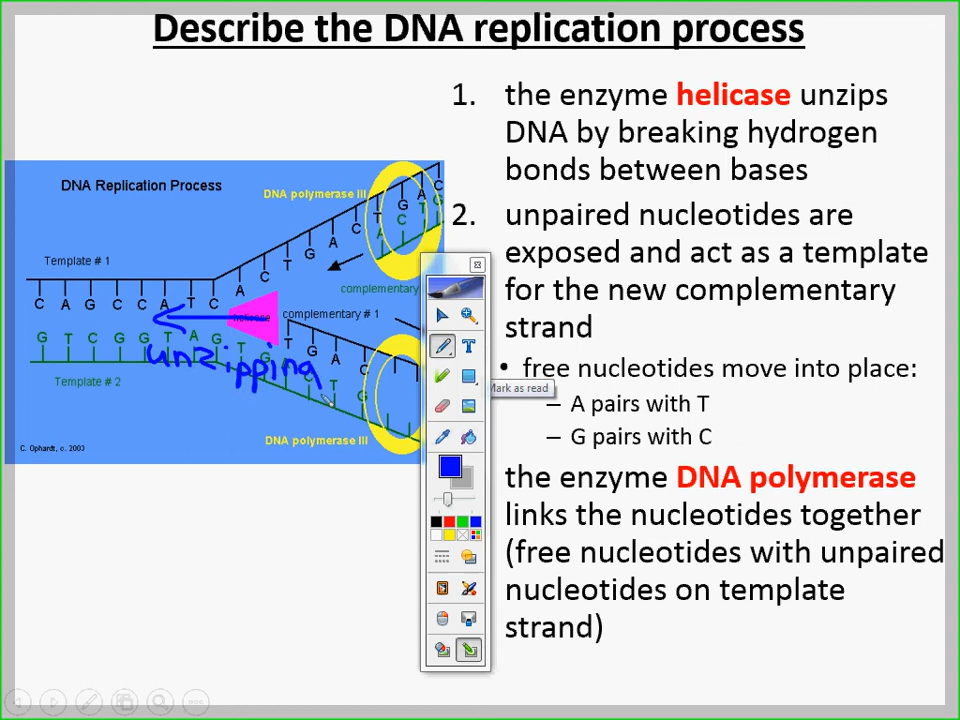 Describe the DNA replication process
1. the enzyme helicase unzips
DNA by breaking hydrogen
bonds between bases
2. unpaired nucleotides are
exposed and act as a template
for the new complementary
strand
• free nucleotides move into place:
– A pairs with T
– G pairs with C
the enzyme DNA polymerase
links the nucleotides together
(free nucleotides with unpaired
nucleotides on template
strand)
DNA Replication Process
DNA polymerase III
C A G C C A T C A C T G A C T G A C
A C T G
Template # 1
complementary
helicase
complementary # 1
G T C G G T A G T G A C T G
T G A C
unzipping
Template # 2
DNA polymerase III
C. Ophardt, c. 2003
T
Mark as read